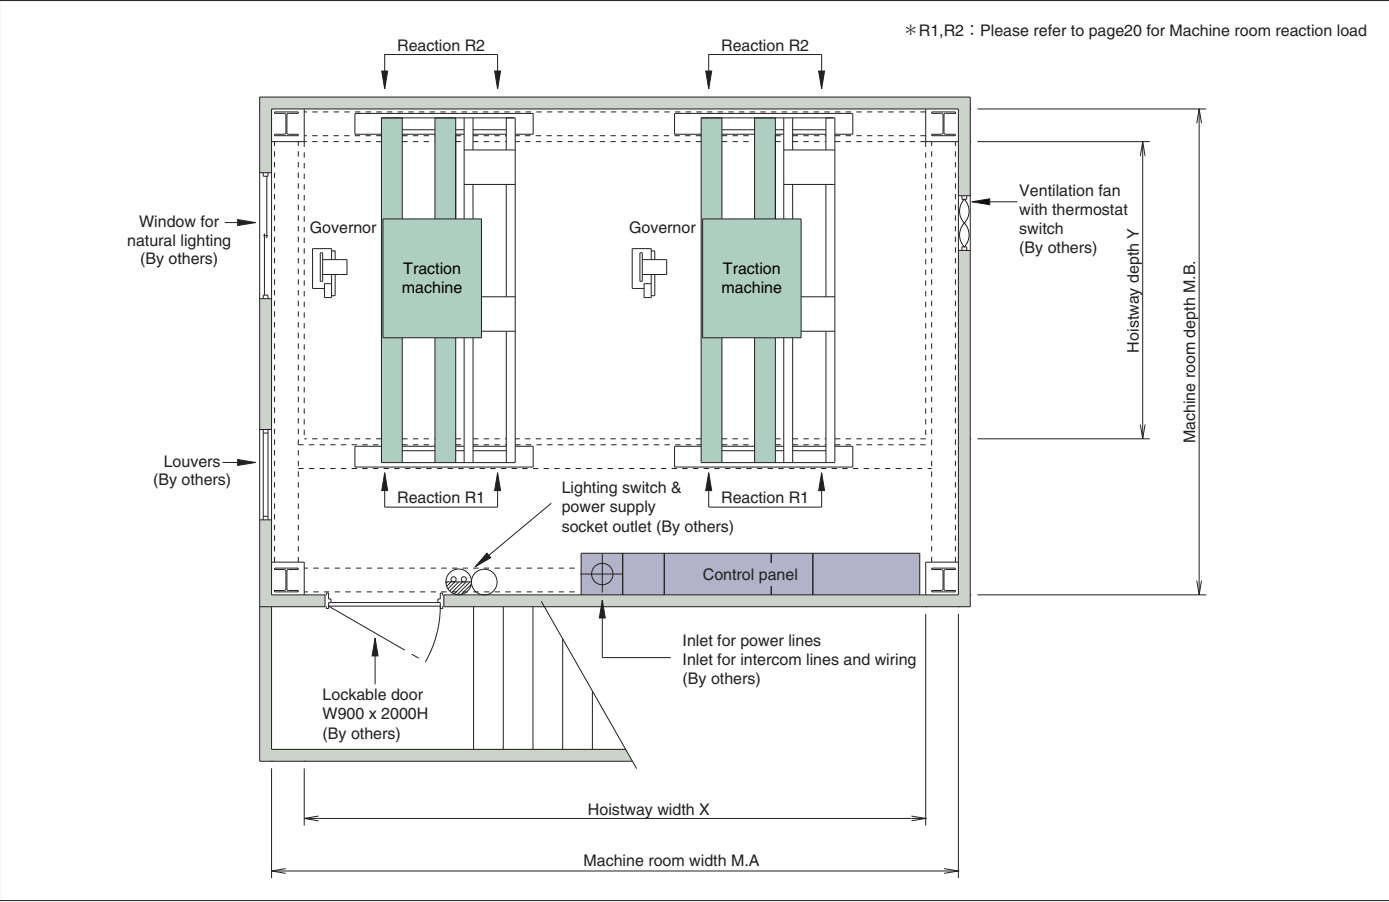 ＊R1,R2：Please refer to page20 for Machine room reaction load
Reaction R2
Reaction R2
Window for
natural lighting
(By others)
Governor
Traction
machine
Governor
Traction
machine
Ventilation fan
with thermostat
switch
(By others)
Hoistway depth Y
Machine room depth M.B.
Louvers
(By others)
Reaction R1
Reaction R1
Lighting switch &
power supply
socket outlet (By others)
Control panel
Inlet for power lines
Inlet for intercom lines and wiring
(By others)
Lockable door
W900 x 2000H
(By others)
Hoistway width X
Machine room width M.A